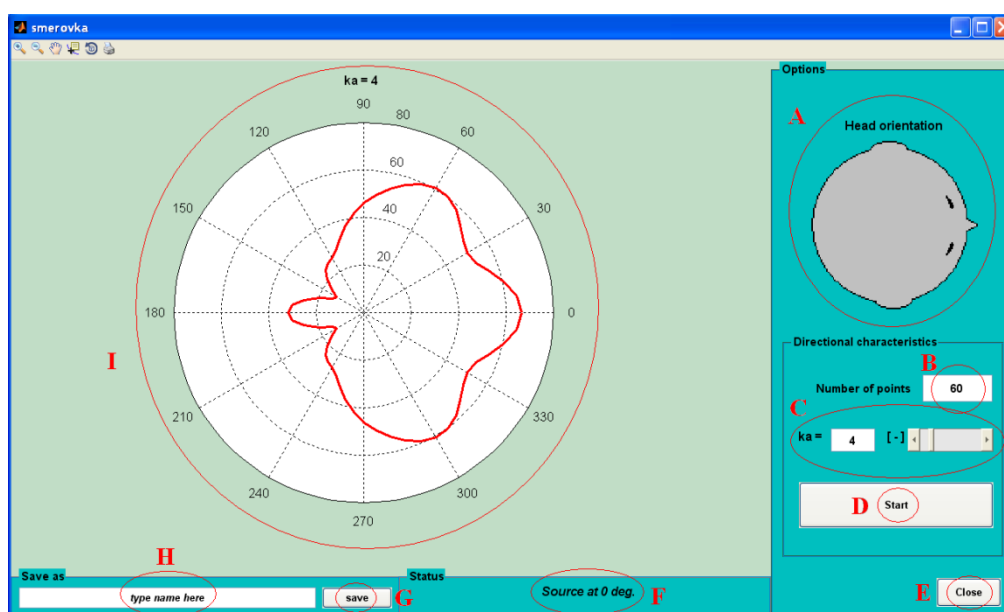 smerovka
Options
ka = 4
90
80
120
60
60
150
40
30
20
180
0
210
330
240
300
270
I
A
Head orientation
Directional characteristics
B
Number of points
60
C
ka =
4
[ - ]
D
Start
H
Save as
type name here
save
G
Status
Source at 0 deg.
F
E
Close